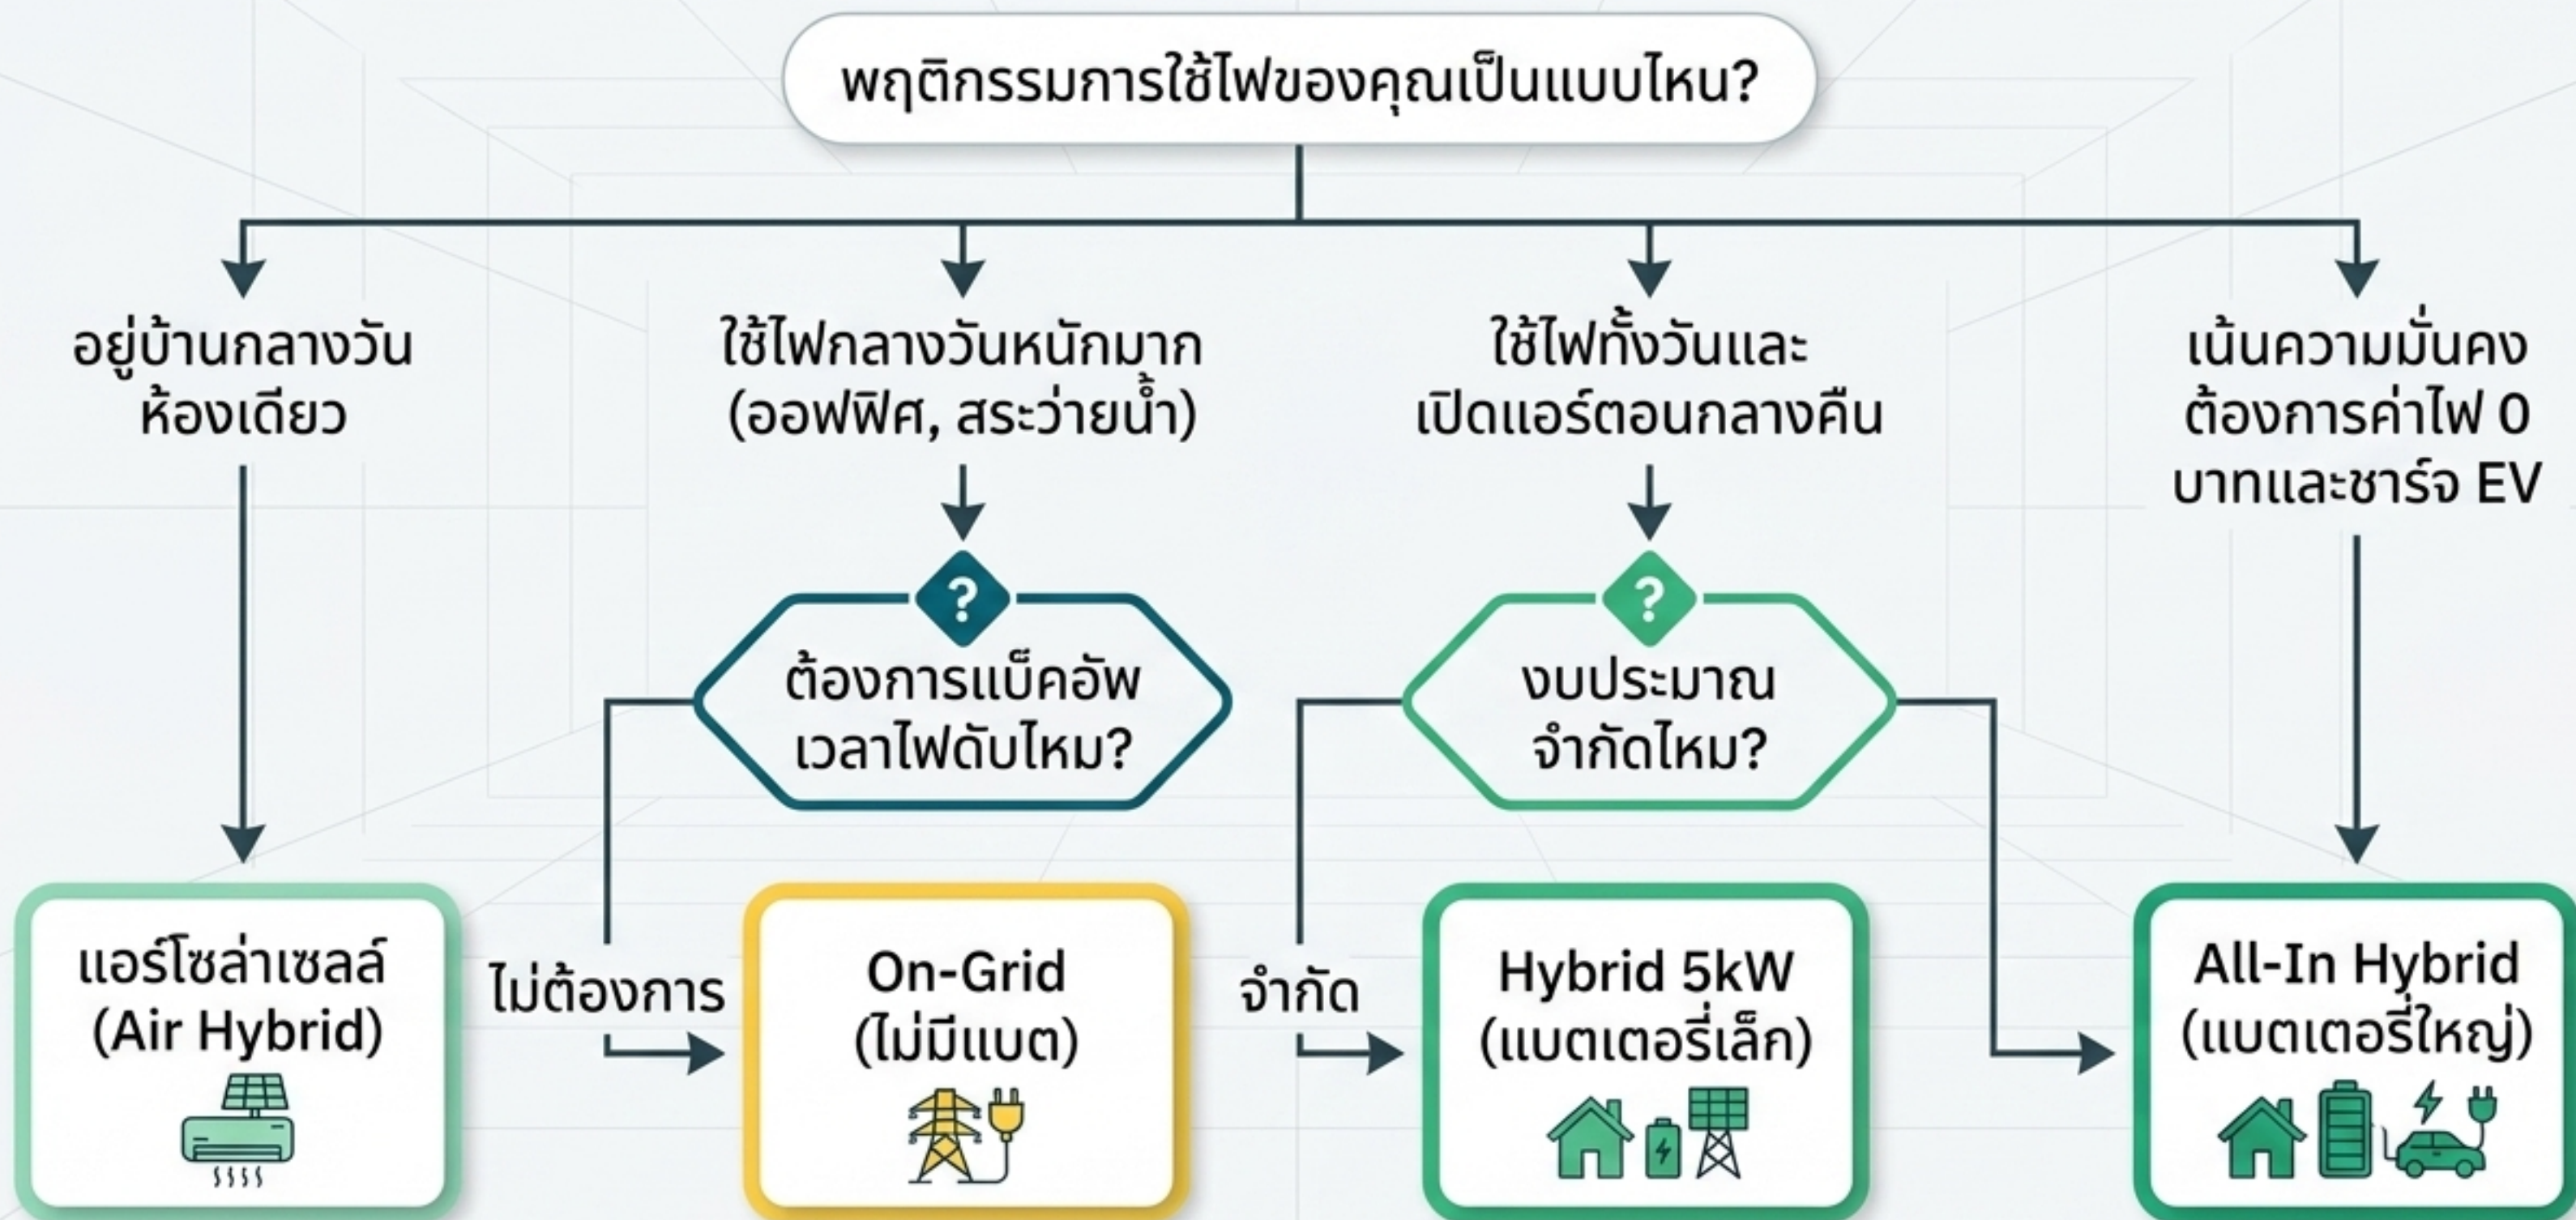 พฤติกรรมการใช้ไฟของคุณเป็นแบบไหน?
อยู่บ้านกลางวัน
ห้องเดียว
ใช้ไฟกลางวันหนักมาก
(ออฟฟิศ, สระว่ายน้ำ)
ใช้ไฟทั้งวันและ
เปิดแอร์ตอนกลางคืน
เน้นความมั่นคง
ต้องการค่าไฟ 0
บาทและชาร์จ EV
?
ต้องการแบ็คอัพ
เวลาไฟดับไหม?
?
งบประมาณ
จำกัดไหม?
แอร์โซล่าเซลล์
(Air Hybrid)
ไม่ต้องการ
On-Grid
(ไม่มีแบต)
จำกัด
Hybrid 5kW
(แบตเตอรี่เล็ก)
All-In Hybrid
(แบตเตอรี่ใหญ่)